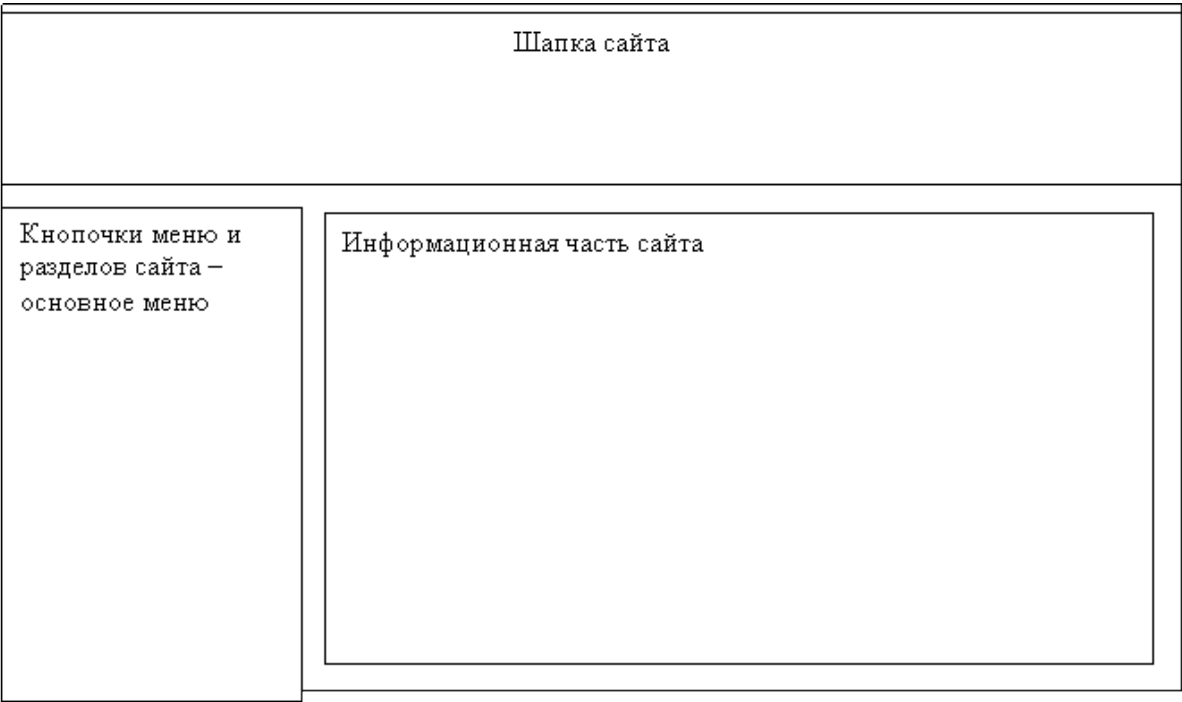 Шапка сайта
Кнопочки меню и
разделов сайта –
основное меню
Информационная часть сайта